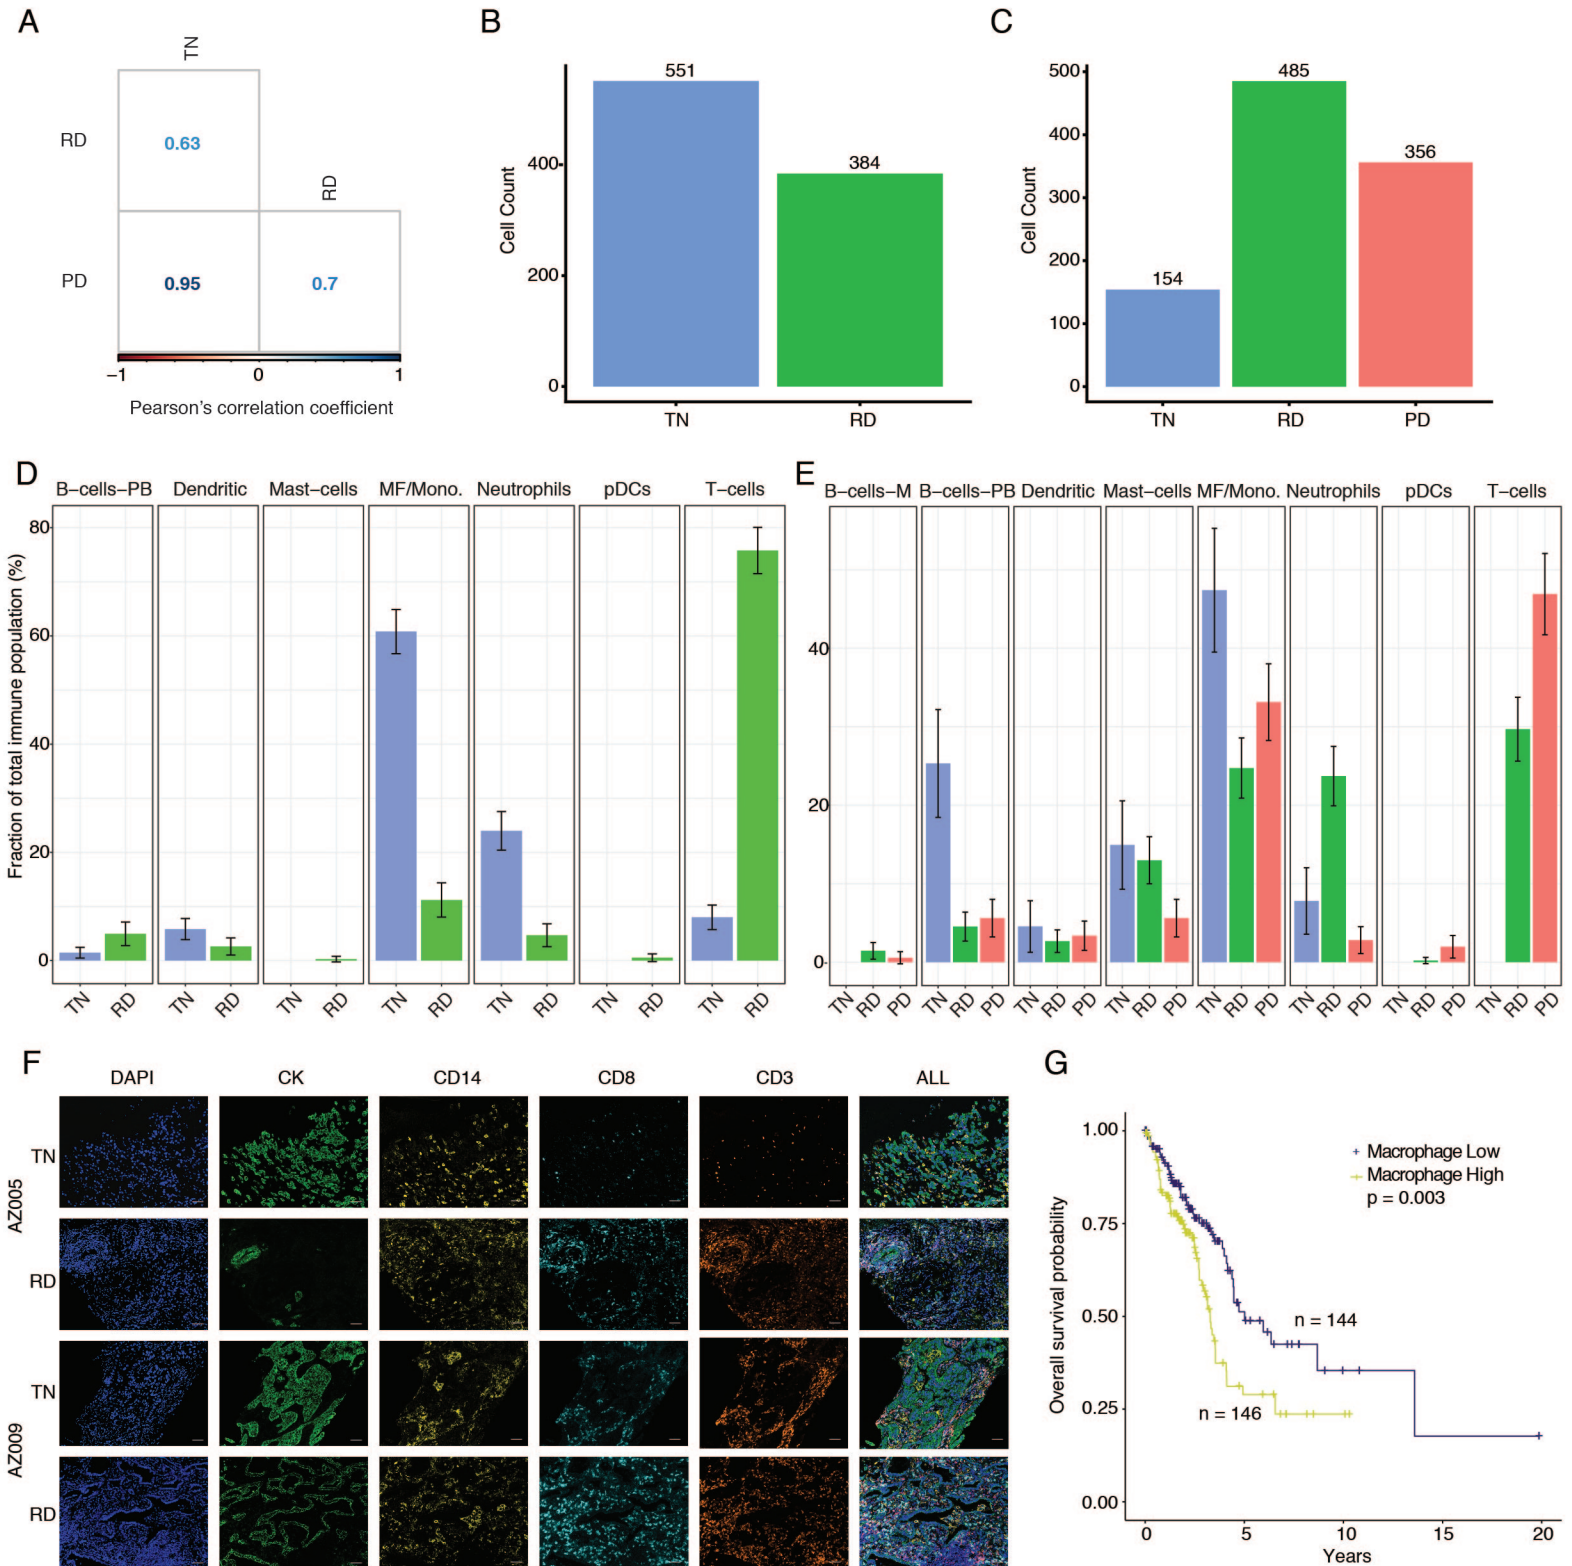 A
TN
RD
0.63
RD
PD
0.95
0.7
−1
0
1
Pearson's correlation coefficient
B
Cell Count
400
200
0
551
384
TN
RD
C
Cell Count
500
400
300
200
100
0
154
485
356
TN
RD
PD
D
B−cells−PB
Dendritic
Mast−cells
MF/Mono.
Neutrophils
pDCs
T−cells
Fraction of total immune population (%)
80
60
40
20
0
TN RD TN RD TN RD TN RD TN RD TN RD TN RD
E
B−cells−M
B−cells−PB
Dendritic
Mast−cells
MF/Mono.
Neutrophils
pDCs
T−cells
40
20
0
TN RD PD TN RD PD TN RD PD TN RD PD TN RD PD TN RD PD TN RD PD TN RD PD
F
DAPI
CK
CD14
CD8
CD3
ALL
AZ005
TN
RD
AZ009
TN
RD
G
Overall survival probability
1.00
0.75
0.50
0.25
0.00
Macrophage Low
Macrophage High
p = 0.003
n = 144
n = 146
0
5
10
15
20
Years